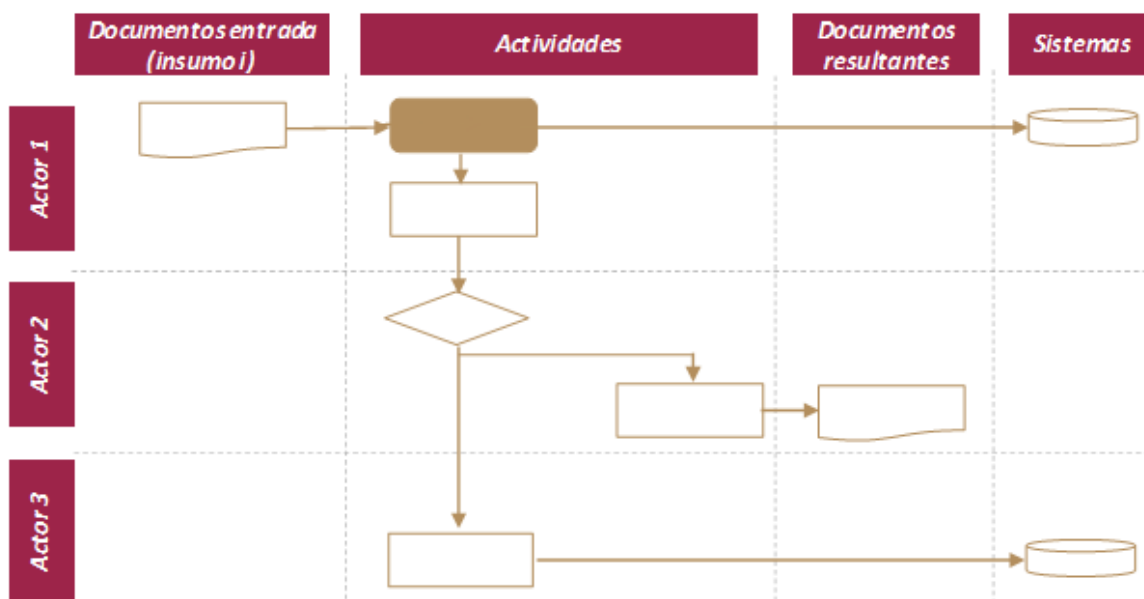 Documentos entrada
(insumo i)
Actividades
Documentos
resultantes
Sistemas
Actor 1
Actor 2
Actor 3